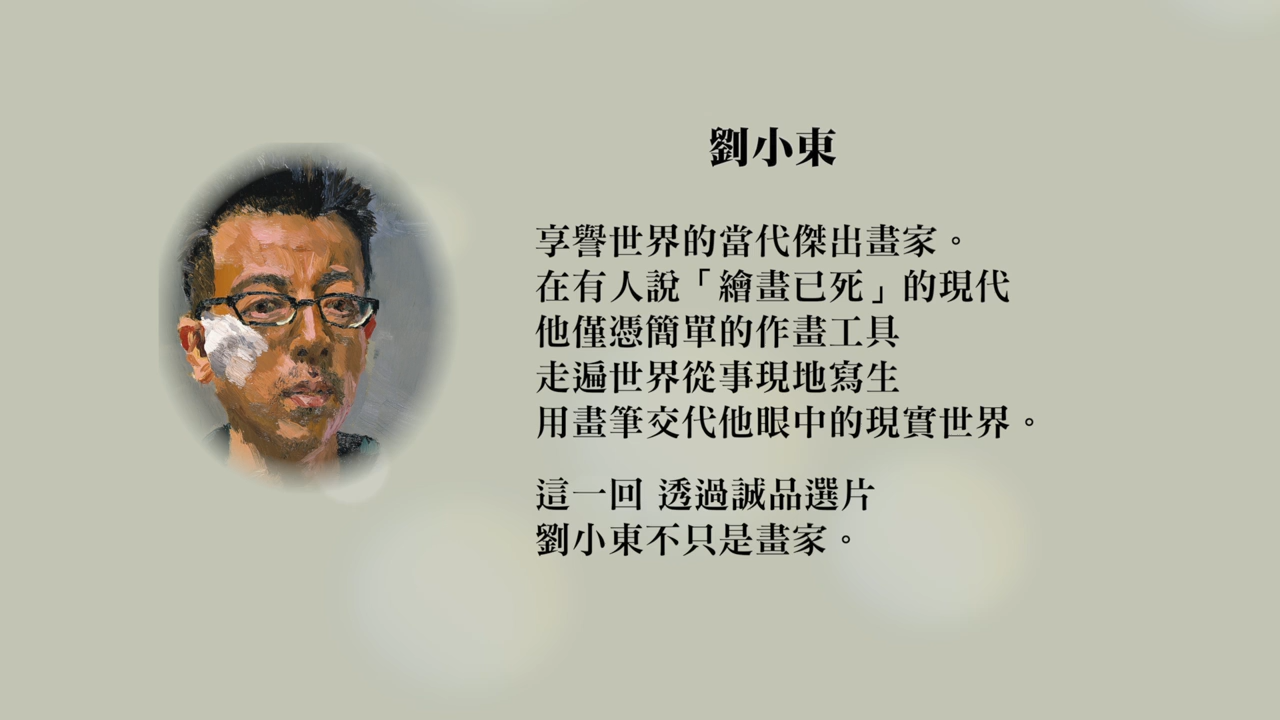 劉小東
享譽世界的當代傑出畫家。
在有人說「繪畫已死」的現代
他僅憑簡單的作畫工具
走遍世界從事現地寫生
用畫筆交代他眼中的現實世界。
這一回 透過誠品選片
劉小東不只是畫家。